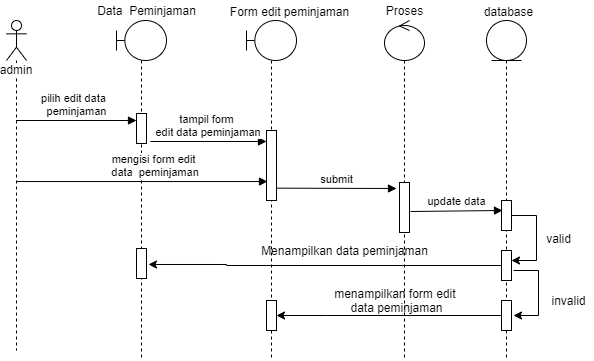 Data Peminjaman
Form edit peminjaman
Proses
database
admin
pilih edit data
peminjaman
tampil form
edit data peminjaman
mengisi form edit
data peminjaman
submit
update data
valid
Menampilkan data peminjaman
invalid
menampilkan form edit
data peminjaman